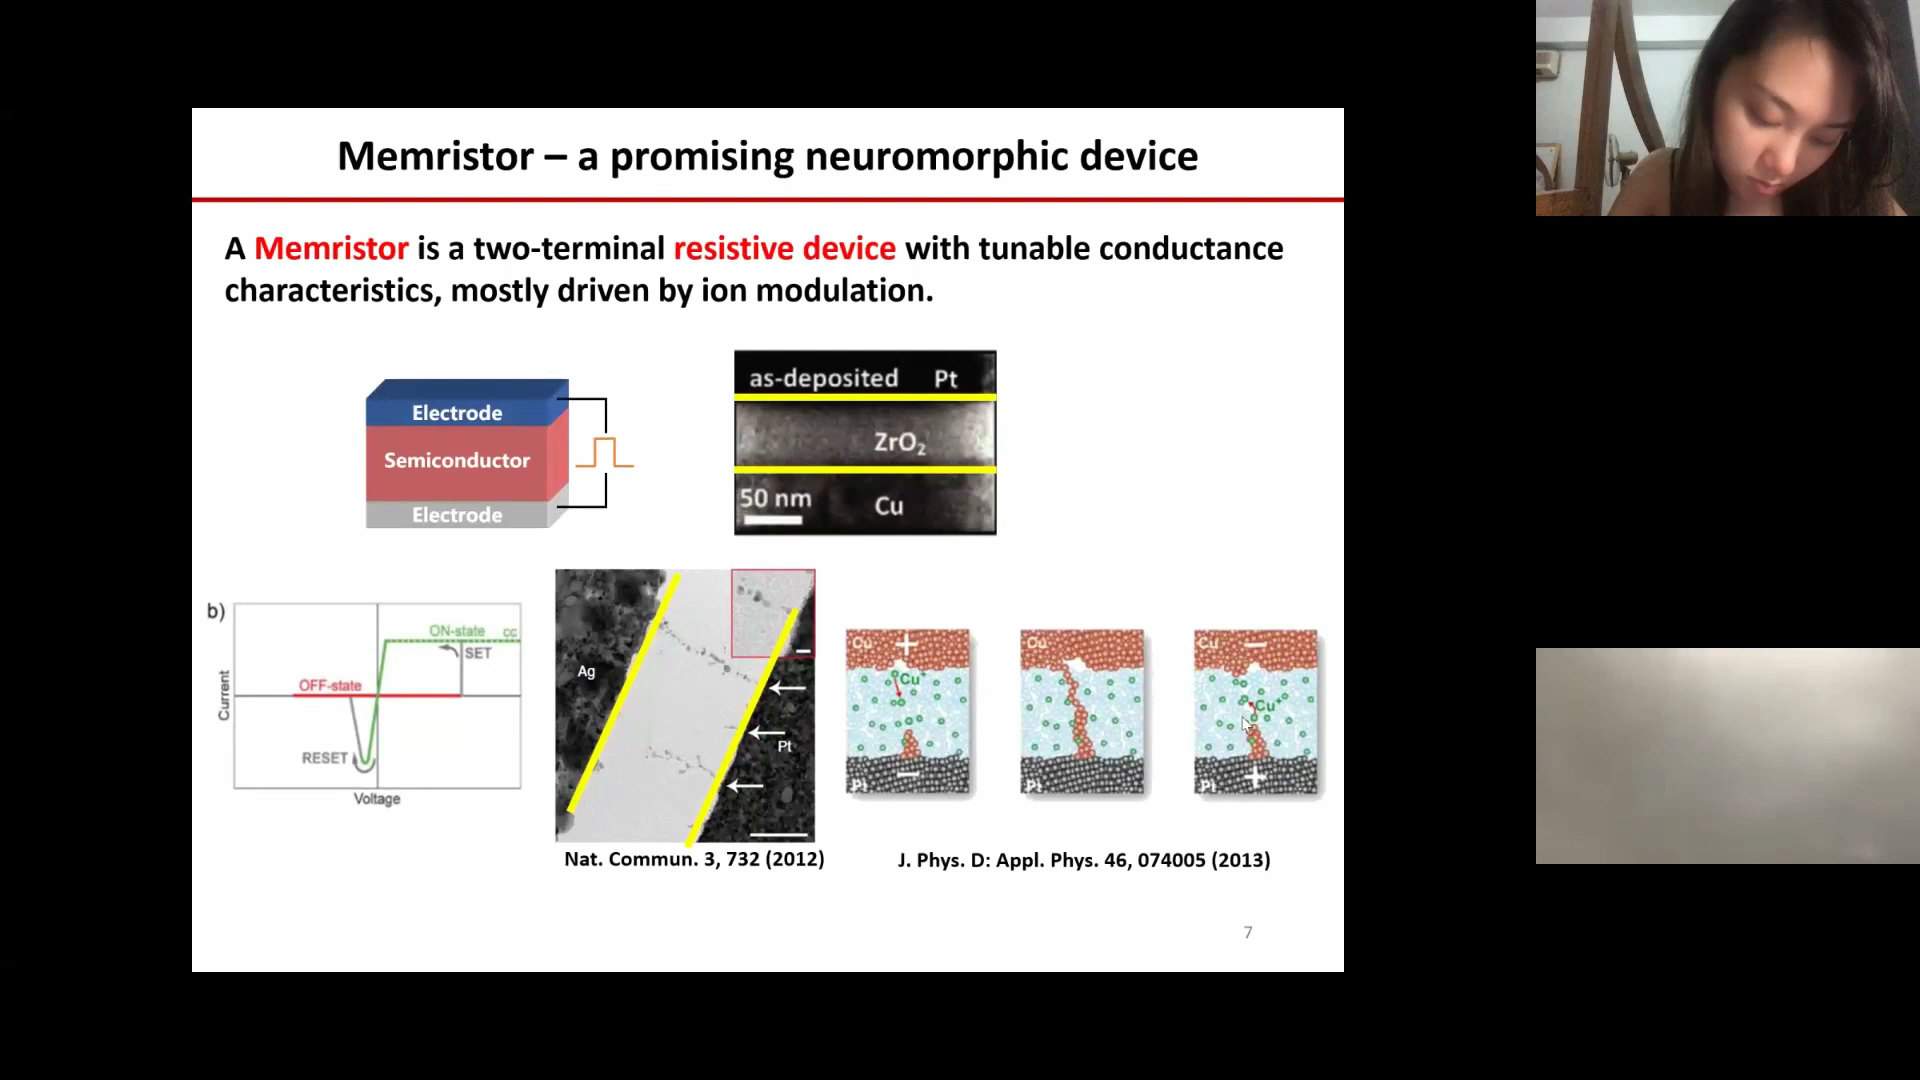 Memristor – a promising neuromorphic device
A Memristor is a two-terminal resistive device with tunable conductance
characteristics, mostly driven by ion modulation.
Electrode
Semiconductor
Electrode
as-deposited Pt
ZrO₂
50 nm
Cu
b)
ON-state cc
SET
OFF-state
RESET
Current
Voltage
Ag
Pt
Cu +
Cu⁺
Pt −
Cu
Pt
Cu −
Cu⁺
Pt +
Nat. Commun. 3, 732 (2012)
J. Phys. D: Appl. Phys. 46, 074005 (2013)
7